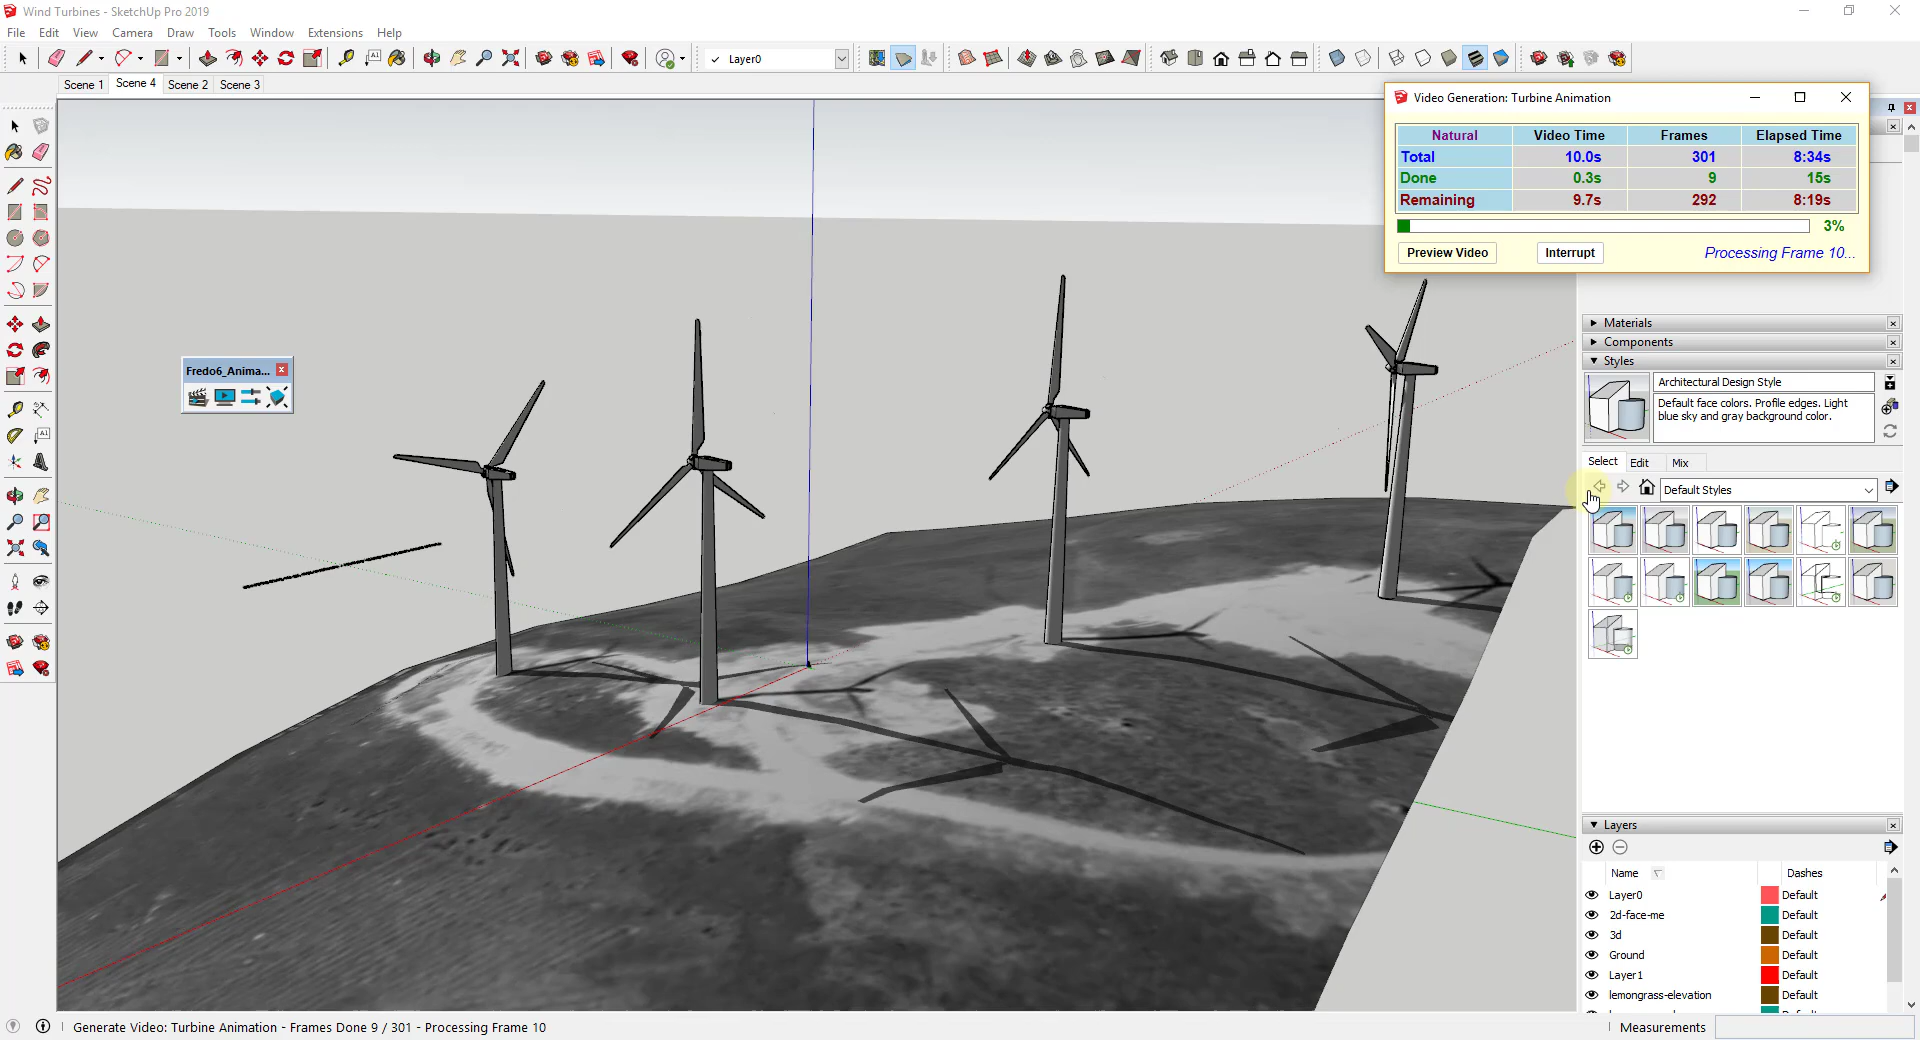 Wind Turbines - SketchUp Pro 2019
File Edit View Camera Draw Tools Window Extensions Help
Layer0
Scene 1 Scene 4 Scene 2 Scene 3
Video Generation: Turbine Animation
Natural Video Time Frames Elapsed Time
Total 10.0s 301 8:34s
Done 0.3s 9 15s
Remaining 9.7s 292 8:19s
3%
Preview Video Interrupt Processing Frame 10...
Fredo6_Anima...
Materials
Components
Styles
Architectural Design Style
Default face colors. Profile edges. Light
blue sky and gray background color.
Select Edit Mix
Default Styles
Layers
Name Dashes
Layer0 Default
2d-face-me Default
3d Default
Ground Default
Layer1 Default
lemongrass-elevation Default
Generate Video: Turbine Animation - Frames Done 9 / 301 - Processing Frame 10
Measurements